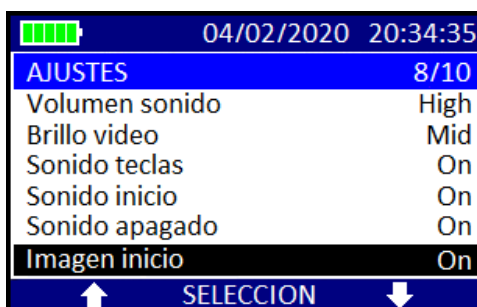 04/02/2020 20:34:35
AJUSTES 8/10
Volumen sonido High
Brillo video Mid
Sonido teclas On
Sonido inicio On
Sonido apagado On
Imagen inicio On
SELECCION